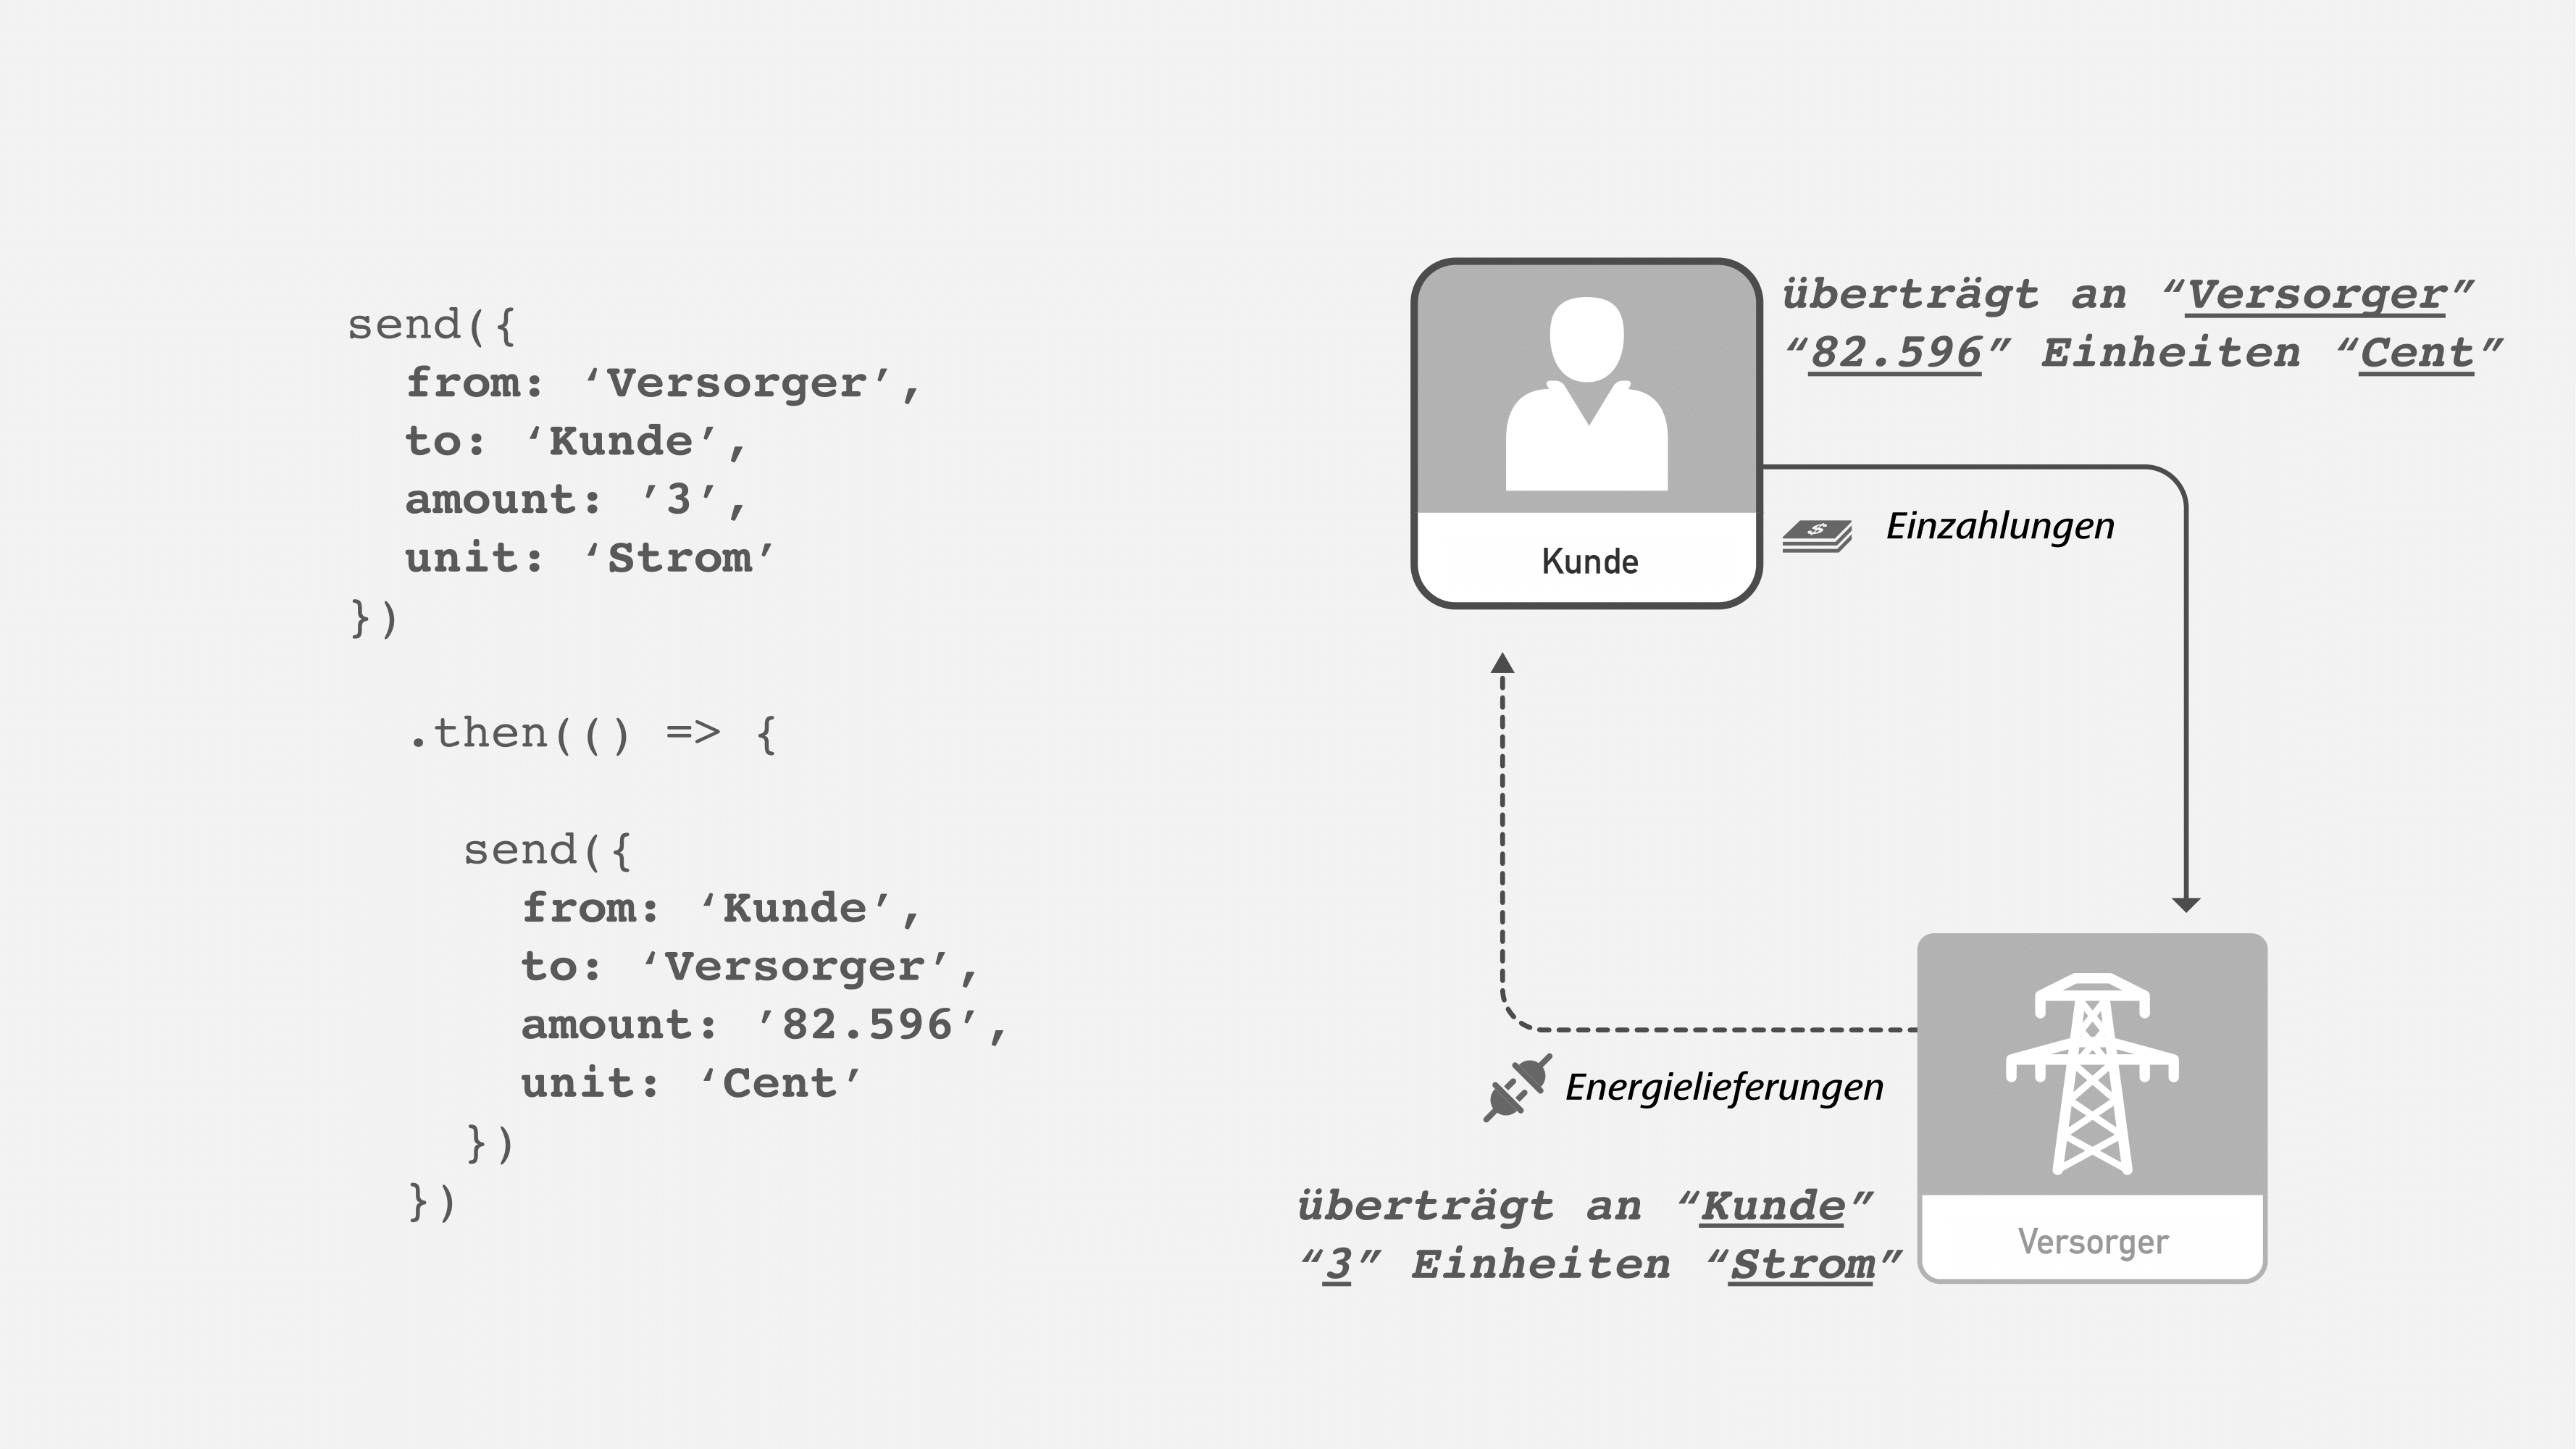 send({
from: ‘Versorger’,
to: ‘Kunde’,
amount: ’3’,
unit: ‘Strom’
})
.then(() => {
send({
from: ‘Kunde’,
to: ‘Versorger’,
amount: ’82.596’,
unit: ‘Cent’
})
})
überträgt an “Versorger”
“82.596” Einheiten “Cent”
Einzahlungen
Kunde
Energielieferungen
überträgt an “Kunde”
“3” Einheiten “Strom”
Versorger